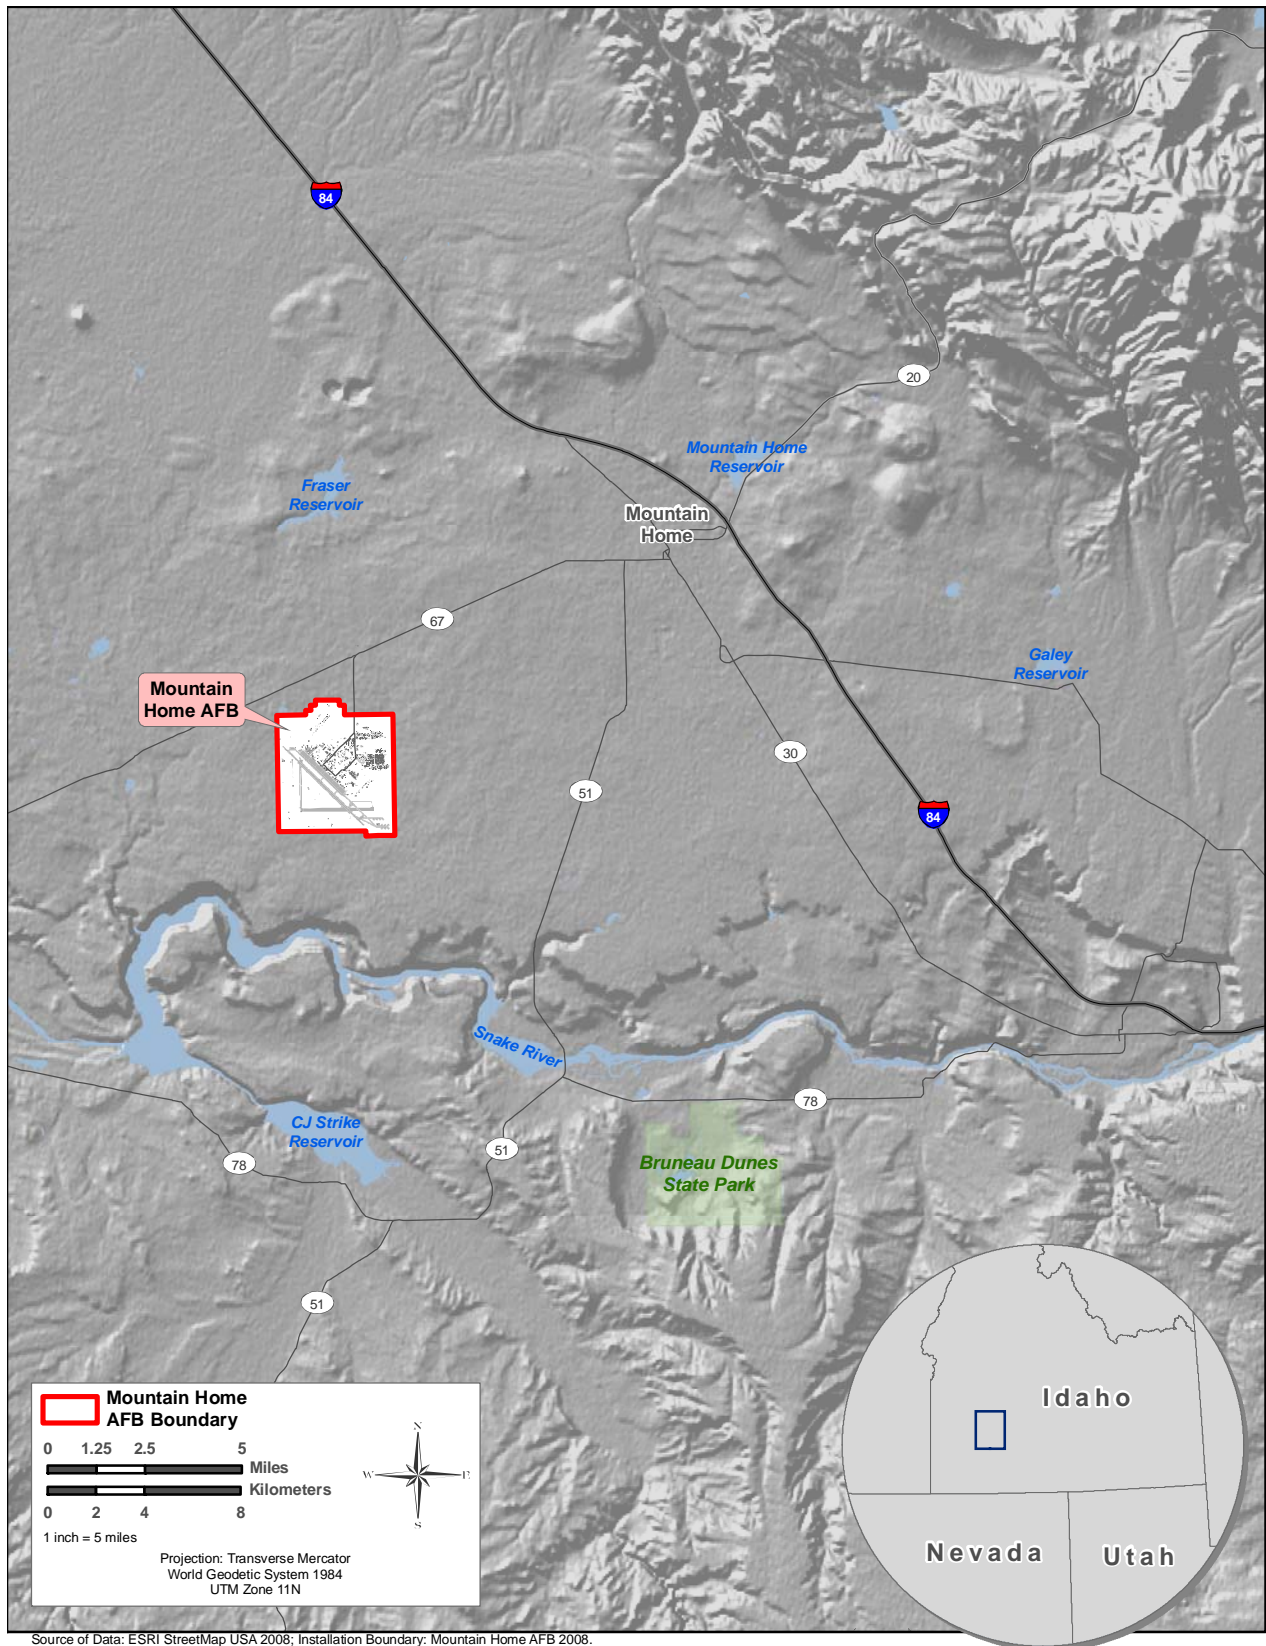 84
20
Mountain Home
Reservoir
Fraser
Reservoir
Mountain
Home
67
Galey
Reservoir
Mountain
Home AFB
30
51
84
Snake River
78
CJ Strike
Reservoir
51
78
Bruneau Dunes
State Park
51
Idaho
Nevada
Utah
Mountain Home
AFB Boundary
0 1.25 2.5 5
Miles
Kilometers
0 2 4 8
1 inch = 5 miles
N
W E
S
Projection: Transverse Mercator
World Geodetic System 1984
UTM Zone 11N
Source of Data: ESRI StreetMap USA 2008; Installation Boundary: Mountain Home AFB 2008.